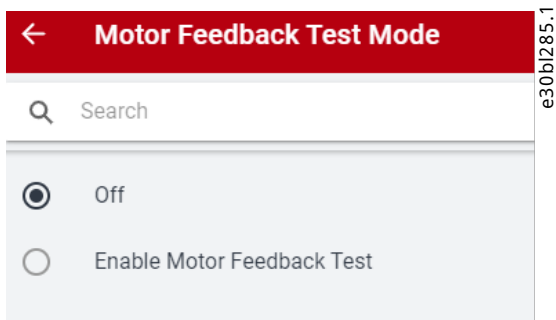 Motor Feedback Test Mode
Search
Off
Enable Motor Feedback Test
e30bl285.1